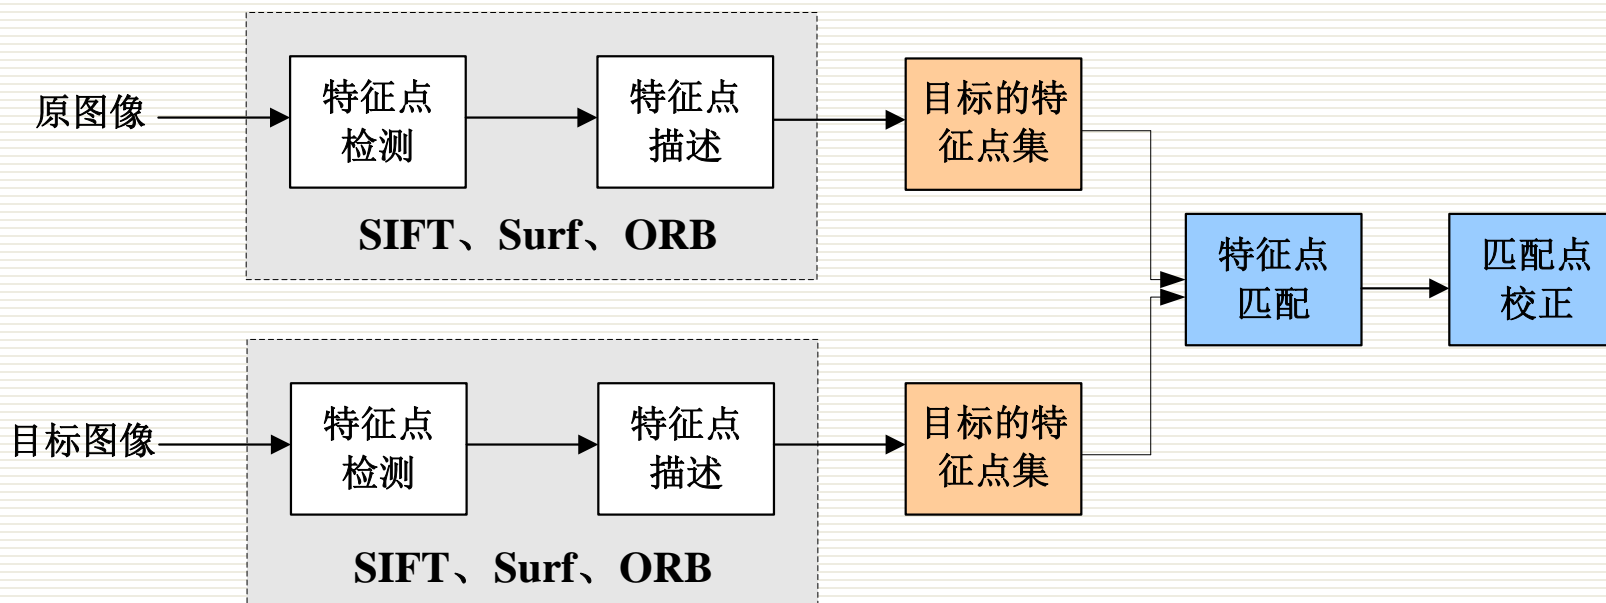 原图像
特征点
检测
特征点
描述
SIFT、Surf、ORB
目标的特
征点集
特征点
匹配
匹配点
校正
目标图像
特征点
检测
特征点
描述
SIFT、Surf、ORB
目标的特
征点集